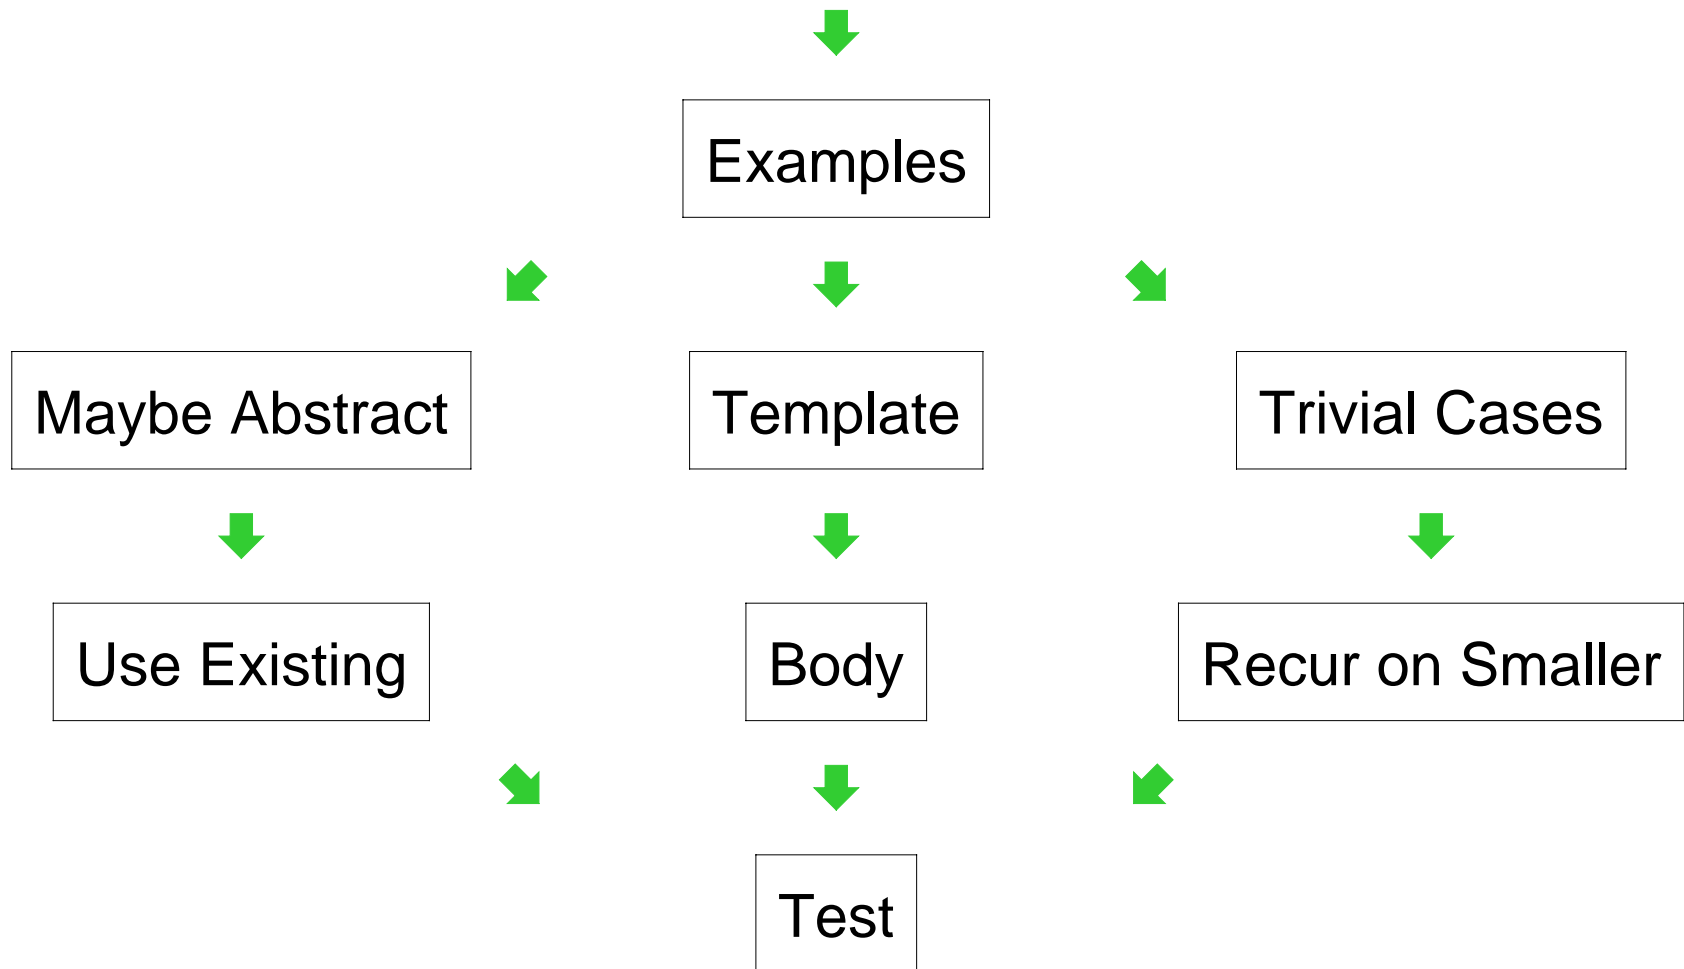 Examples
Maybe Abstract
Template
Trivial Cases
Use Existing
Body
Recur on Smaller
Test